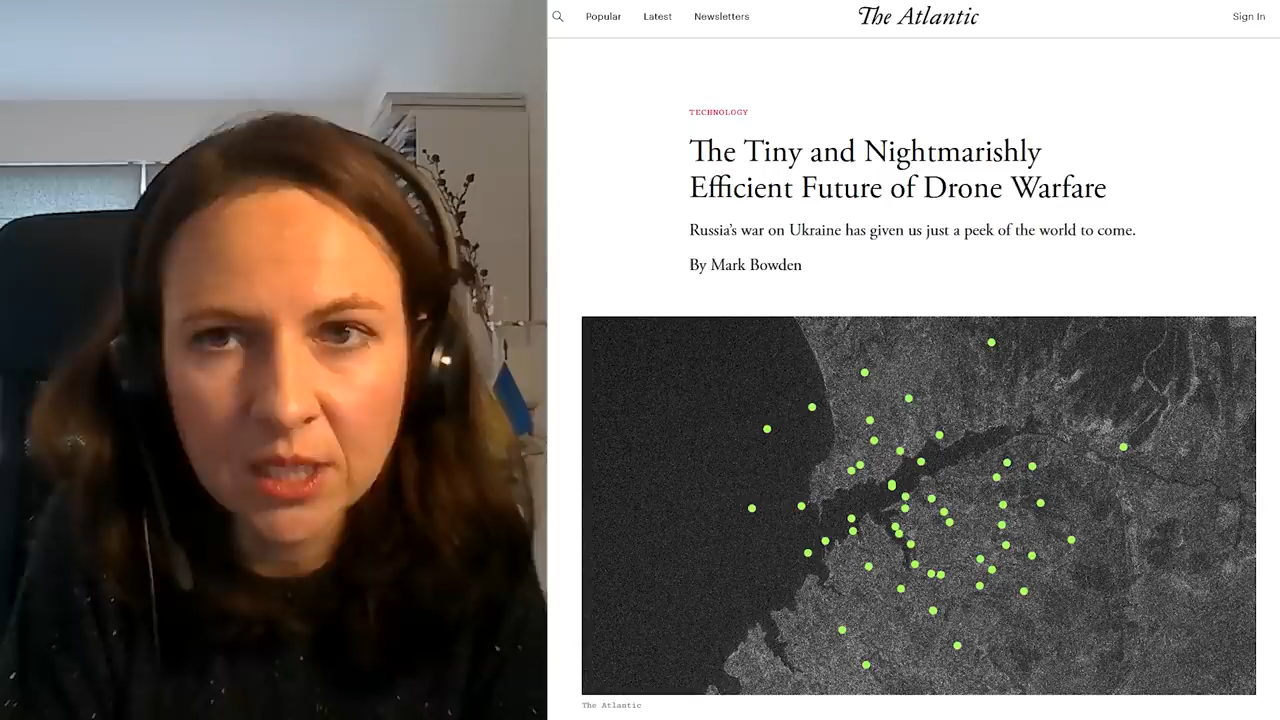 Popular Latest Newsletters The Atlantic Sign In
TECHNOLOGY
The Tiny and Nightmarishly
Efficient Future of Drone Warfare
Russia’s war on Ukraine has given us just a peek of the world to come.
By Mark Bowden
The Atlantic